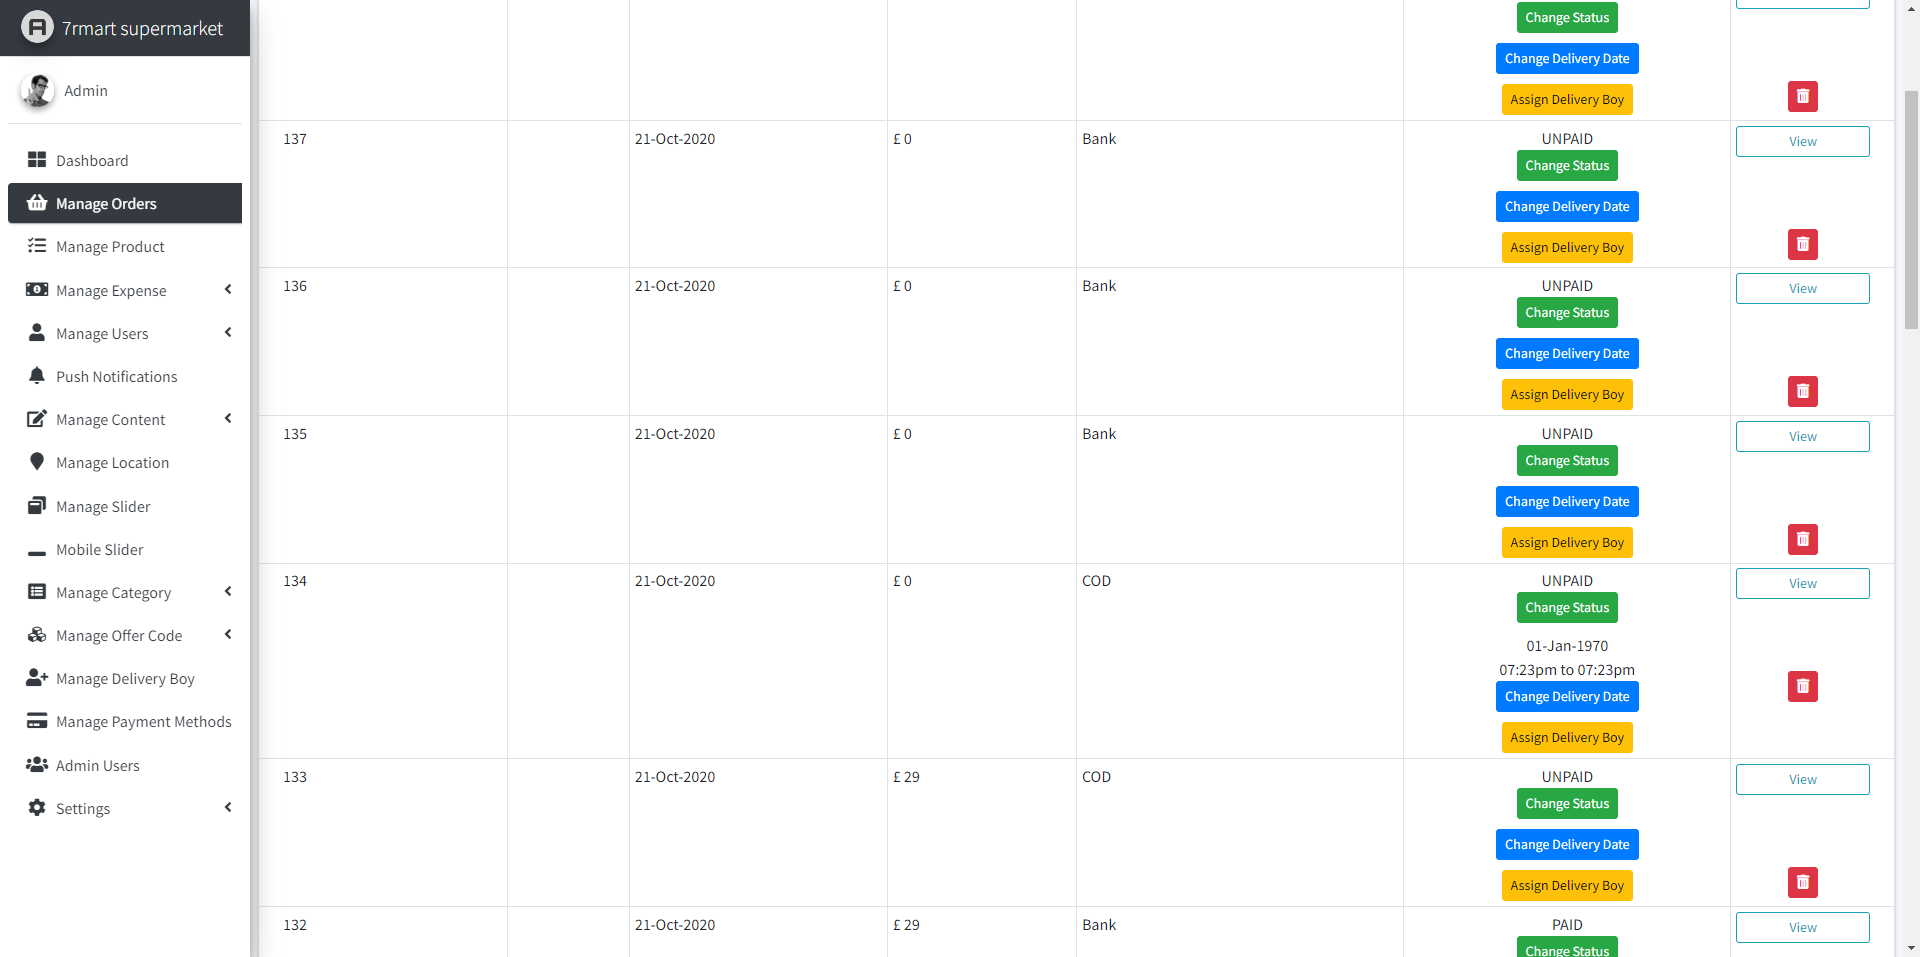 7rmart supermarket
Admin
Dashboard
Manage Orders
Manage Product
Manage Expense
Manage Users
Push Notifications
Manage Content
Manage Location
Manage Slider
Mobile Slider
Manage Category
Manage Offer Code
Manage Delivery Boy
Manage Payment Methods
Admin Users
Settings
Change Status
Change Delivery Date
Assign Delivery Boy
137 21-Oct-2020 £ 0 Bank UNPAID View
Change Status
Change Delivery Date
Assign Delivery Boy
136 21-Oct-2020 £ 0 Bank UNPAID View
Change Status
Change Delivery Date
Assign Delivery Boy
135 21-Oct-2020 £ 0 Bank UNPAID View
Change Status
Change Delivery Date
Assign Delivery Boy
134 21-Oct-2020 £ 0 COD UNPAID View
Change Status
01-Jan-1970
07:23pm to 07:23pm
Change Delivery Date
Assign Delivery Boy
133 21-Oct-2020 £ 29 COD UNPAID View
Change Status
Change Delivery Date
Assign Delivery Boy
132 21-Oct-2020 £ 29 Bank PAID View
Change Status